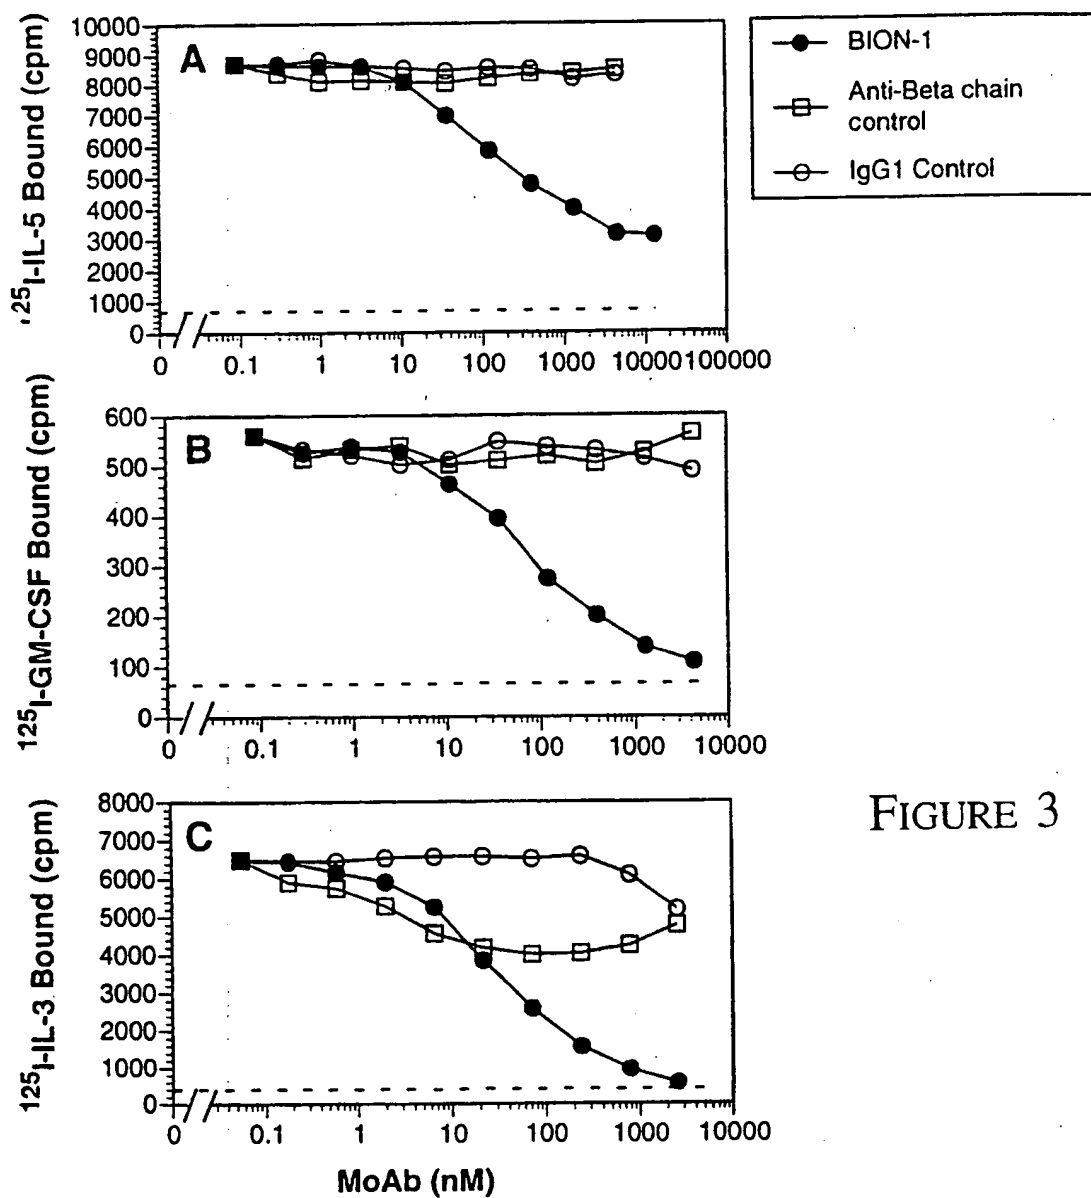 A
10000
9000
8000
7000
6000
5000
4000
3000
2000
1000
0
'25I-IL-5 Bound (cpm)
0 0.1 1 10 100 1000 10000 100000
BION-1
Anti-Beta chain
control
IgG1 Control
B
600
500
400
300
200
100
0
125I-GM-CSF Bound (cpm)
0 0.1 1 10 100 1000 10000
C
8000
7000
6000
5000
4000
3000
2000
1000
0
125I-IL-3 Bound (cpm)
0 0.1 1 10 100 1000 10000
MoAb (nM)
FIGURE 3